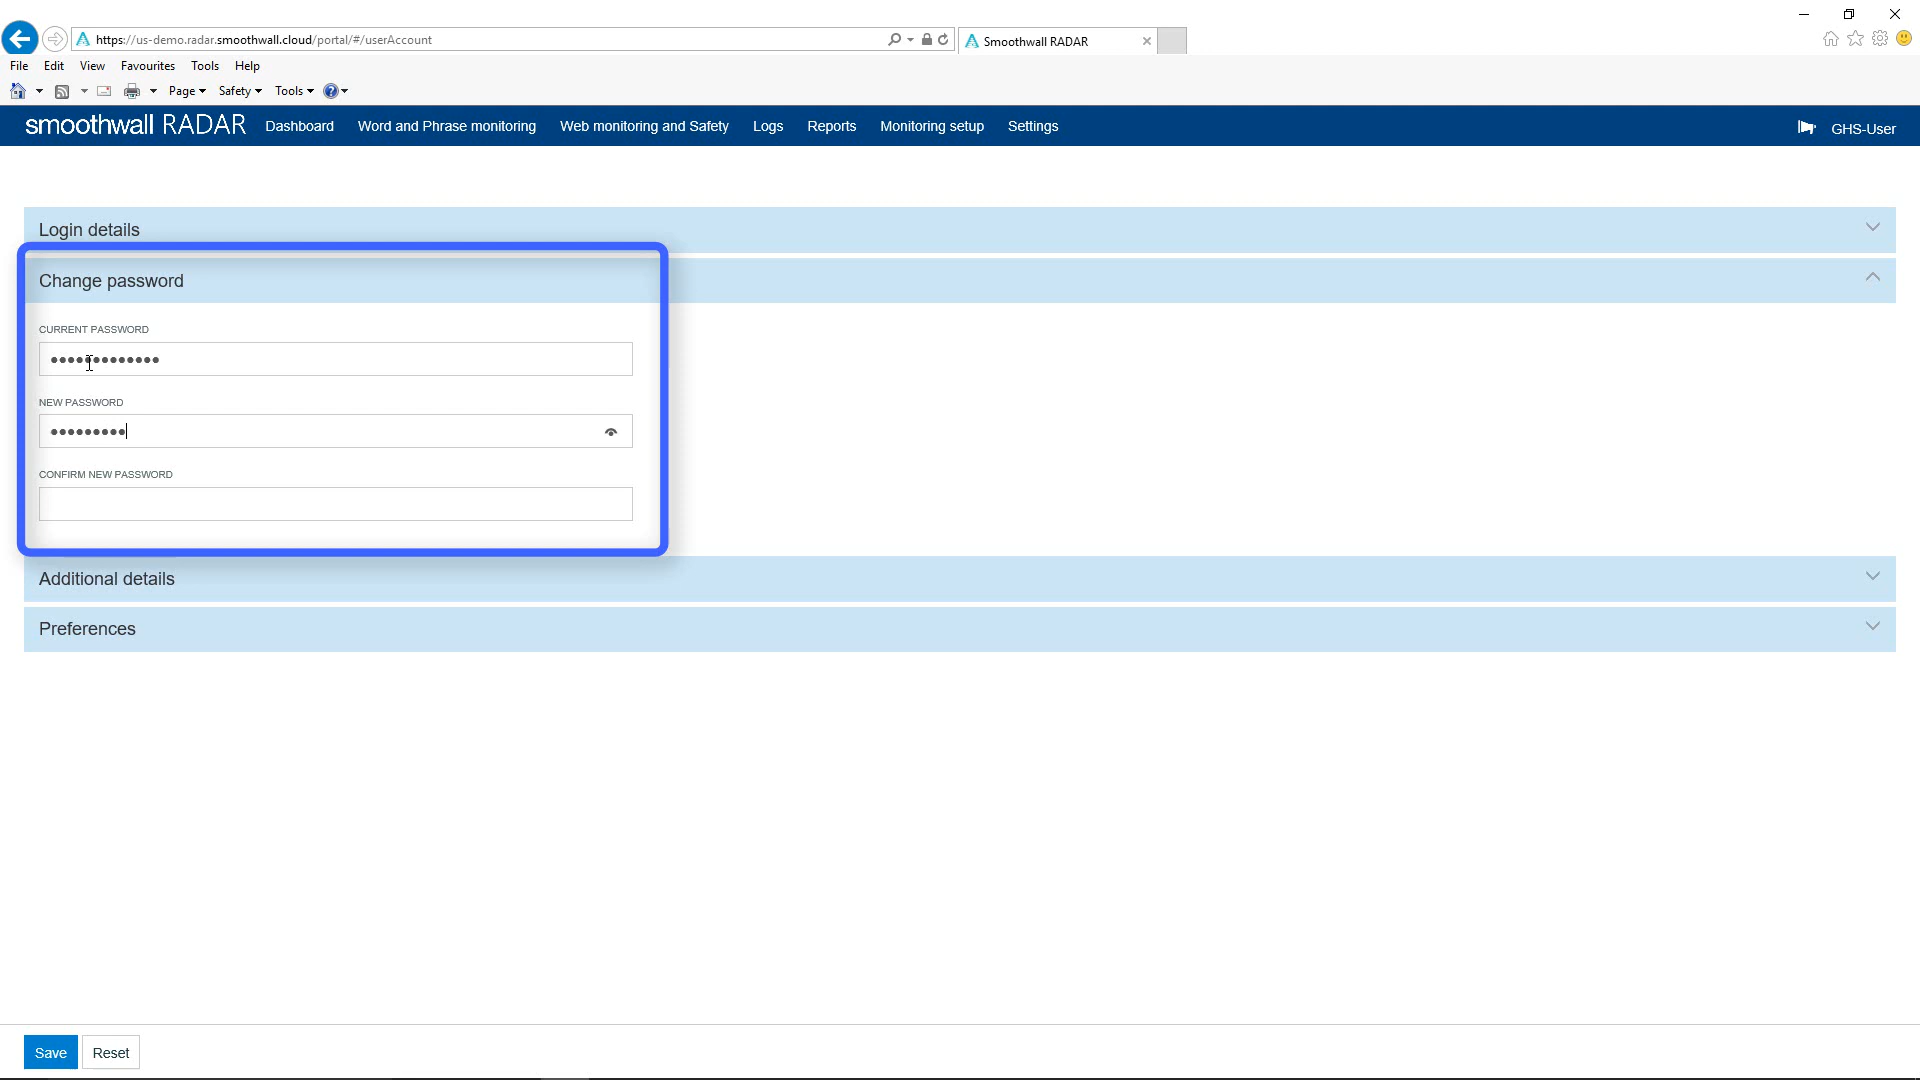 https://us-demo.radar.smoothwall.cloud/portal/#/userAccount
Smoothwall RADAR
File Edit View Favourites Tools Help
Page Safety Tools
smoothwall RADAR Dashboard Word and Phrase monitoring Web monitoring and Safety Logs Reports Monitoring setup Settings GHS-User
Login details
Change password
CURRENT PASSWORD
•••••••••••••
NEW PASSWORD
•••••••••
CONFIRM NEW PASSWORD
Additional details
Preferences
Save Reset